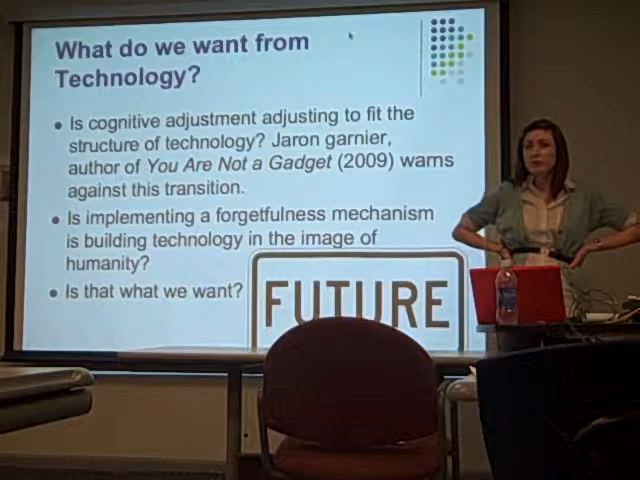 What do we want from
Technology?
Is cognitive adjustment adjusting to fit the
structure of technology? Jaron garnier,
author of You Are Not a Gadget (2009) warns
against this transition.
Is implementing a forgetfulness mechanism
is building technology in the image of
humanity?
Is that what we want?
FUTURE